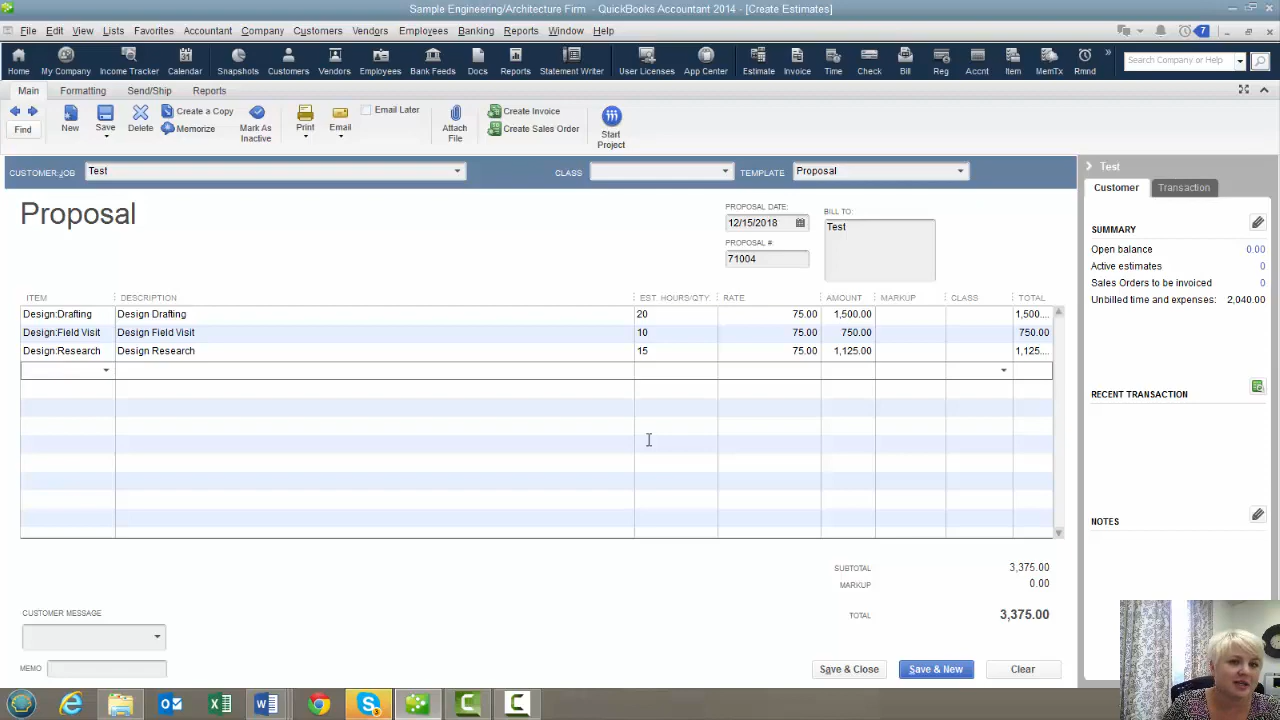 Sample Engineering/Architecture Firm - QuickBooks Accountant 2014 - [Create Estimates]
File Edit View Lists Favorites Accountant Company Customers Vendors Employees Banking Reports Window Help 7
Home My Company Income Tracker Calendar Snapshots Customers Vendors Employees Bank Feeds Docs Reports Statement Writer User Licenses App Center Estimate Invoice Time Check Bill Reg Accnt Item MemTx Rmnd » Search Company or Help
Main Formatting Send/Ship Reports
Find New Save Delete Create a Copy Memorize Mark As Inactive Print Email Email Later Attach File Create Invoice Create Sales Order Start Project
CUSTOMER:JOB Test CLASS TEMPLATE Proposal
Test
Customer Transaction
Proposal
PROPOSAL DATE: BILL TO:
12/15/2018 Test
PROPOSAL #:
71004
SUMMARY
Open balance 0.00
Active estimates 0
Sales Orders to be invoiced 0
Unbilled time and expenses: 2,040.00
ITEM DESCRIPTION EST. HOURS/QTY. RATE AMOUNT MARKUP CLASS TOTAL
Design:Drafting Design Drafting 20 75.00 1,500.00 1,500....
Design:Field Visit Design Field Visit 10 75.00 750.00 750.00
Design:Research Design Research 15 75.00 1,125.00 1,125....
RECENT TRANSACTION
NOTES
SUBTOTAL 3,375.00
MARKUP 0.00
TOTAL 3,375.00
CUSTOMER MESSAGE
MEMO
Save & Close Save & New Clear